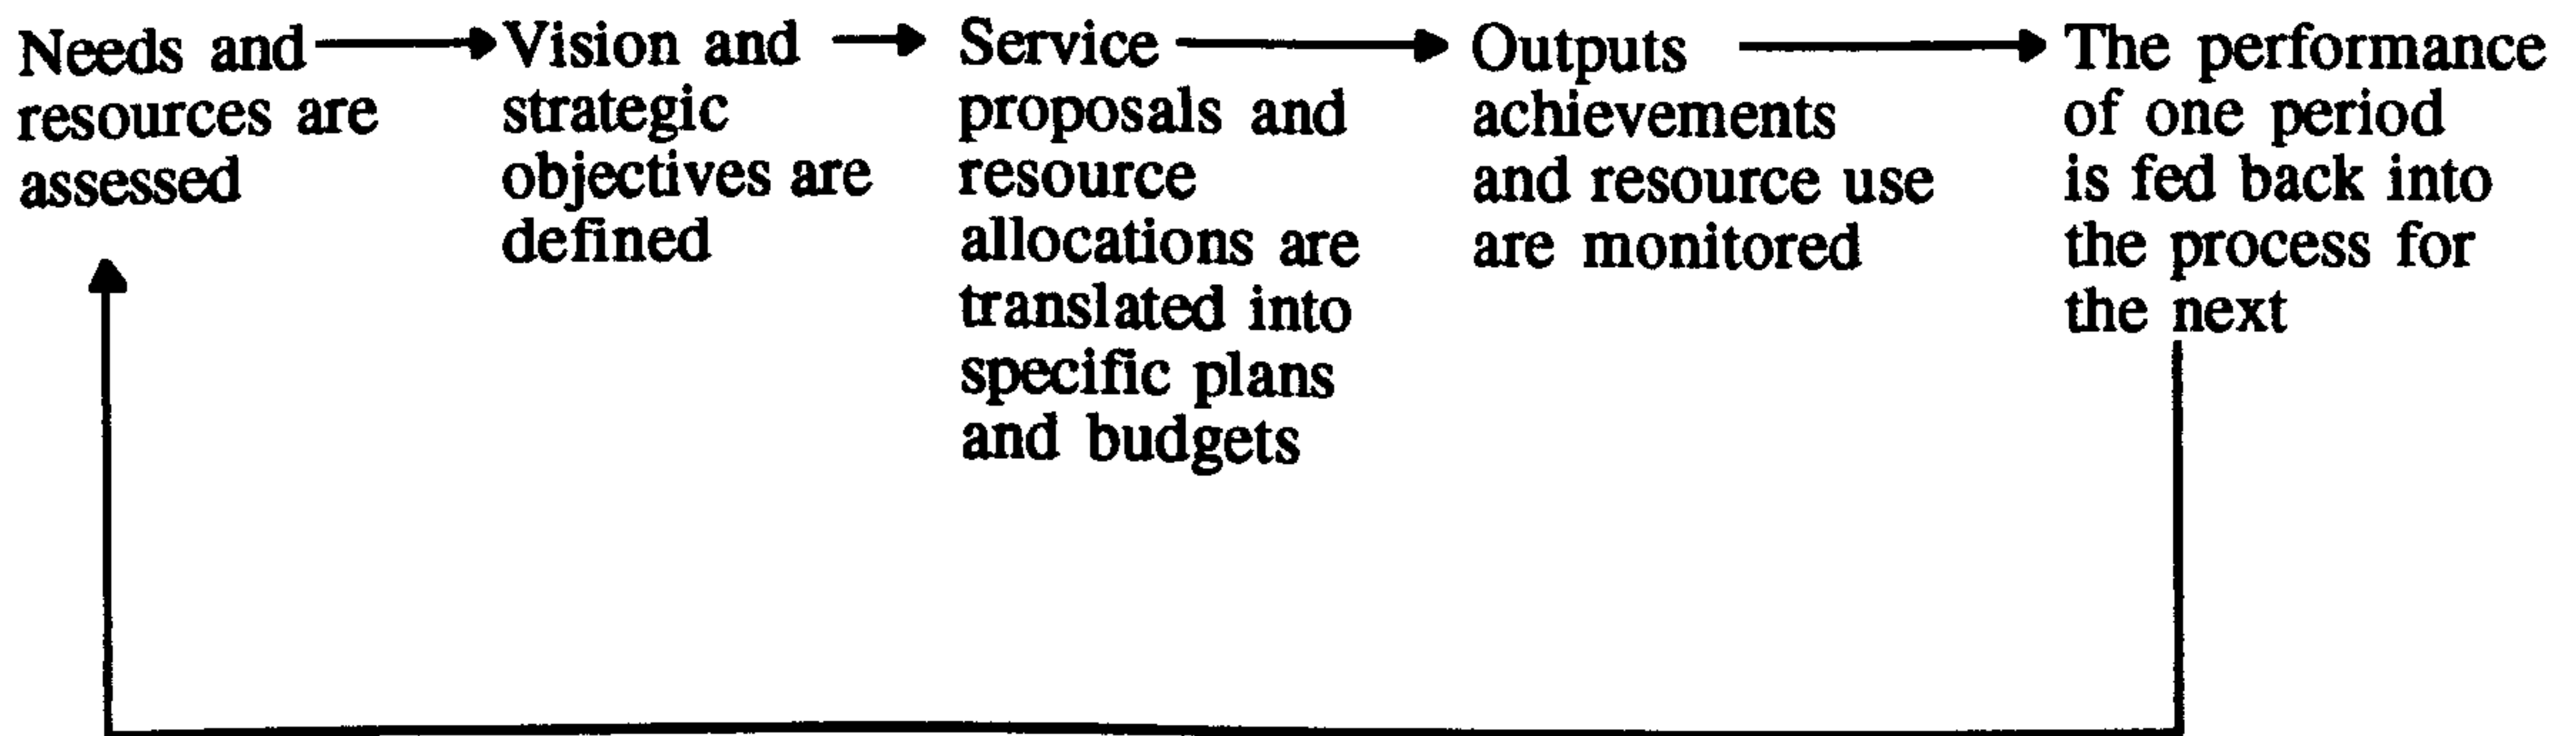 Needs and
resources are
assessed
Vision and
strategic
objectives are
defined
Service
proposals and
resource
allocations are
translated into
specific plans
and budgets
Outputs
achievements
and resource use
are monitored
The performance
of one period
is fed back into
the process for
the next